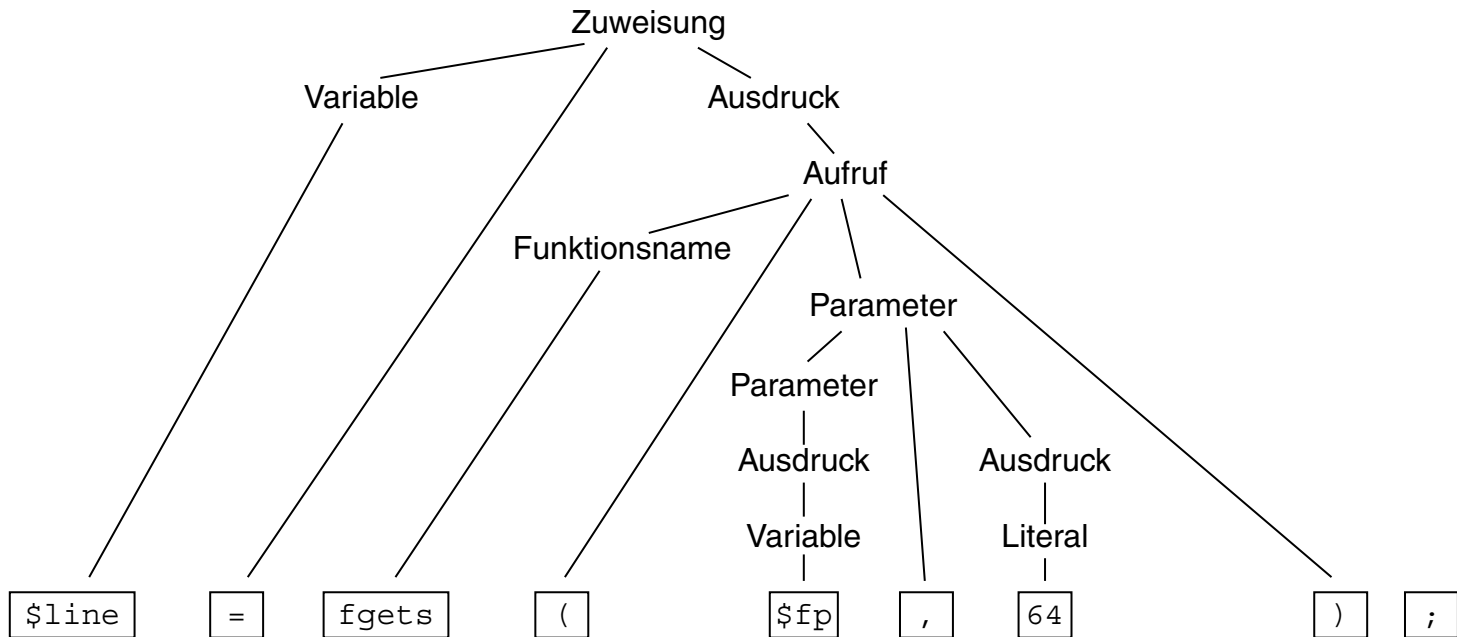 Zuweisung
Variable Ausdruck
Aufruf
Funktionsname
Parameter
Parameter
Ausdruck Ausdruck
Variable Literal
$line = fgets ( $fp , 64 ) ;